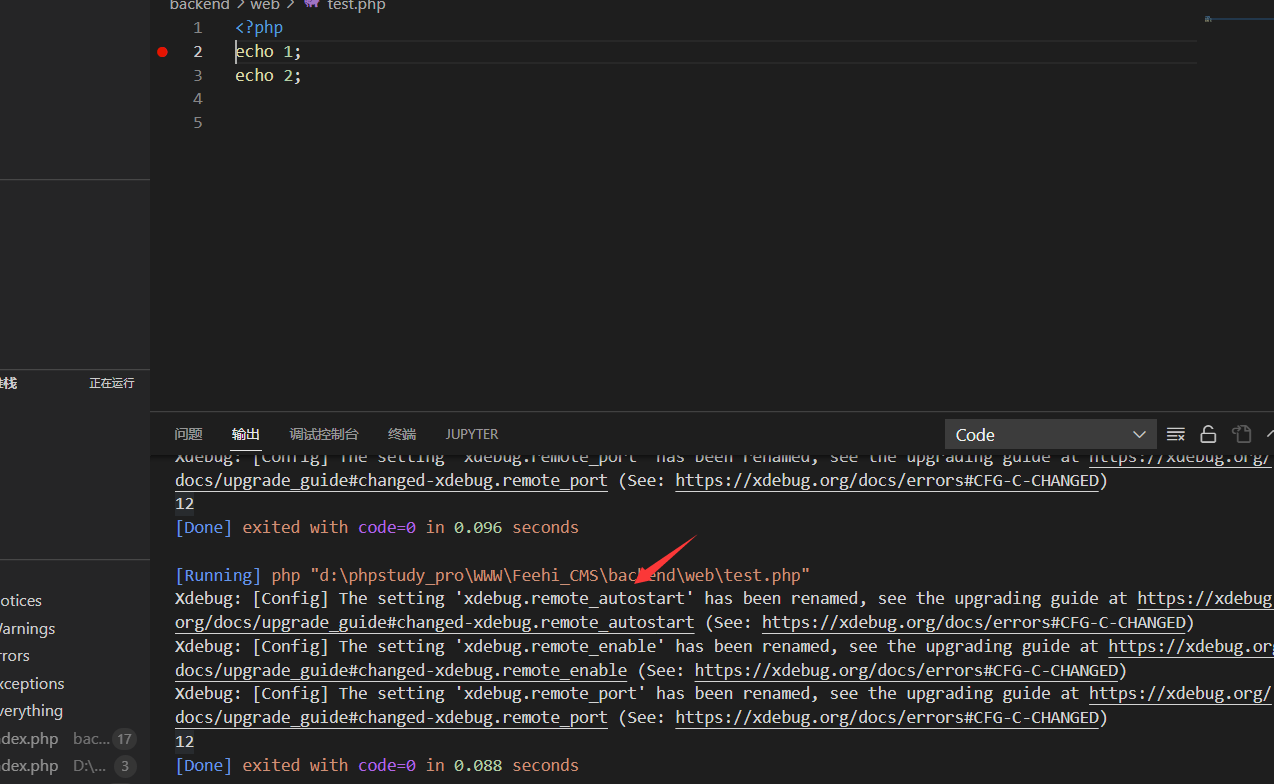 backend > web > test.php
1 <?php
2 echo 1;
3 echo 2;
4
5
栈 正在运行
问题 输出 调试控制台 终端 JUPYTER Code
Xdebug: [Config] The setting 'xdebug.remote_port' has been renamed, see the upgrading guide at https://xdebug.org/
docs/upgrade_guide#changed-xdebug.remote_port (See: https://xdebug.org/docs/errors#CFG-C-CHANGED)
12
[Done] exited with code=0 in 0.096 seconds
[Running] php "d:\phpstudy_pro\WWW\Feehi_CMS\backend\web\test.php"
Xdebug: [Config] The setting 'xdebug.remote_autostart' has been renamed, see the upgrading guide at https://xdebug
org/docs/upgrade_guide#changed-xdebug.remote_autostart (See: https://xdebug.org/docs/errors#CFG-C-CHANGED)
Xdebug: [Config] The setting 'xdebug.remote_enable' has been renamed, see the upgrading guide at https://xdebug.or
docs/upgrade_guide#changed-xdebug.remote_enable (See: https://xdebug.org/docs/errors#CFG-C-CHANGED)
Xdebug: [Config] The setting 'xdebug.remote_port' has been renamed, see the upgrading guide at https://xdebug.org/
docs/upgrade_guide#changed-xdebug.remote_port (See: https://xdebug.org/docs/errors#CFG-C-CHANGED)
12
[Done] exited with code=0 in 0.088 seconds
otices
arnings
rrors
xceptions
verything
dex.php bac... 17
dex.php D:\... 3